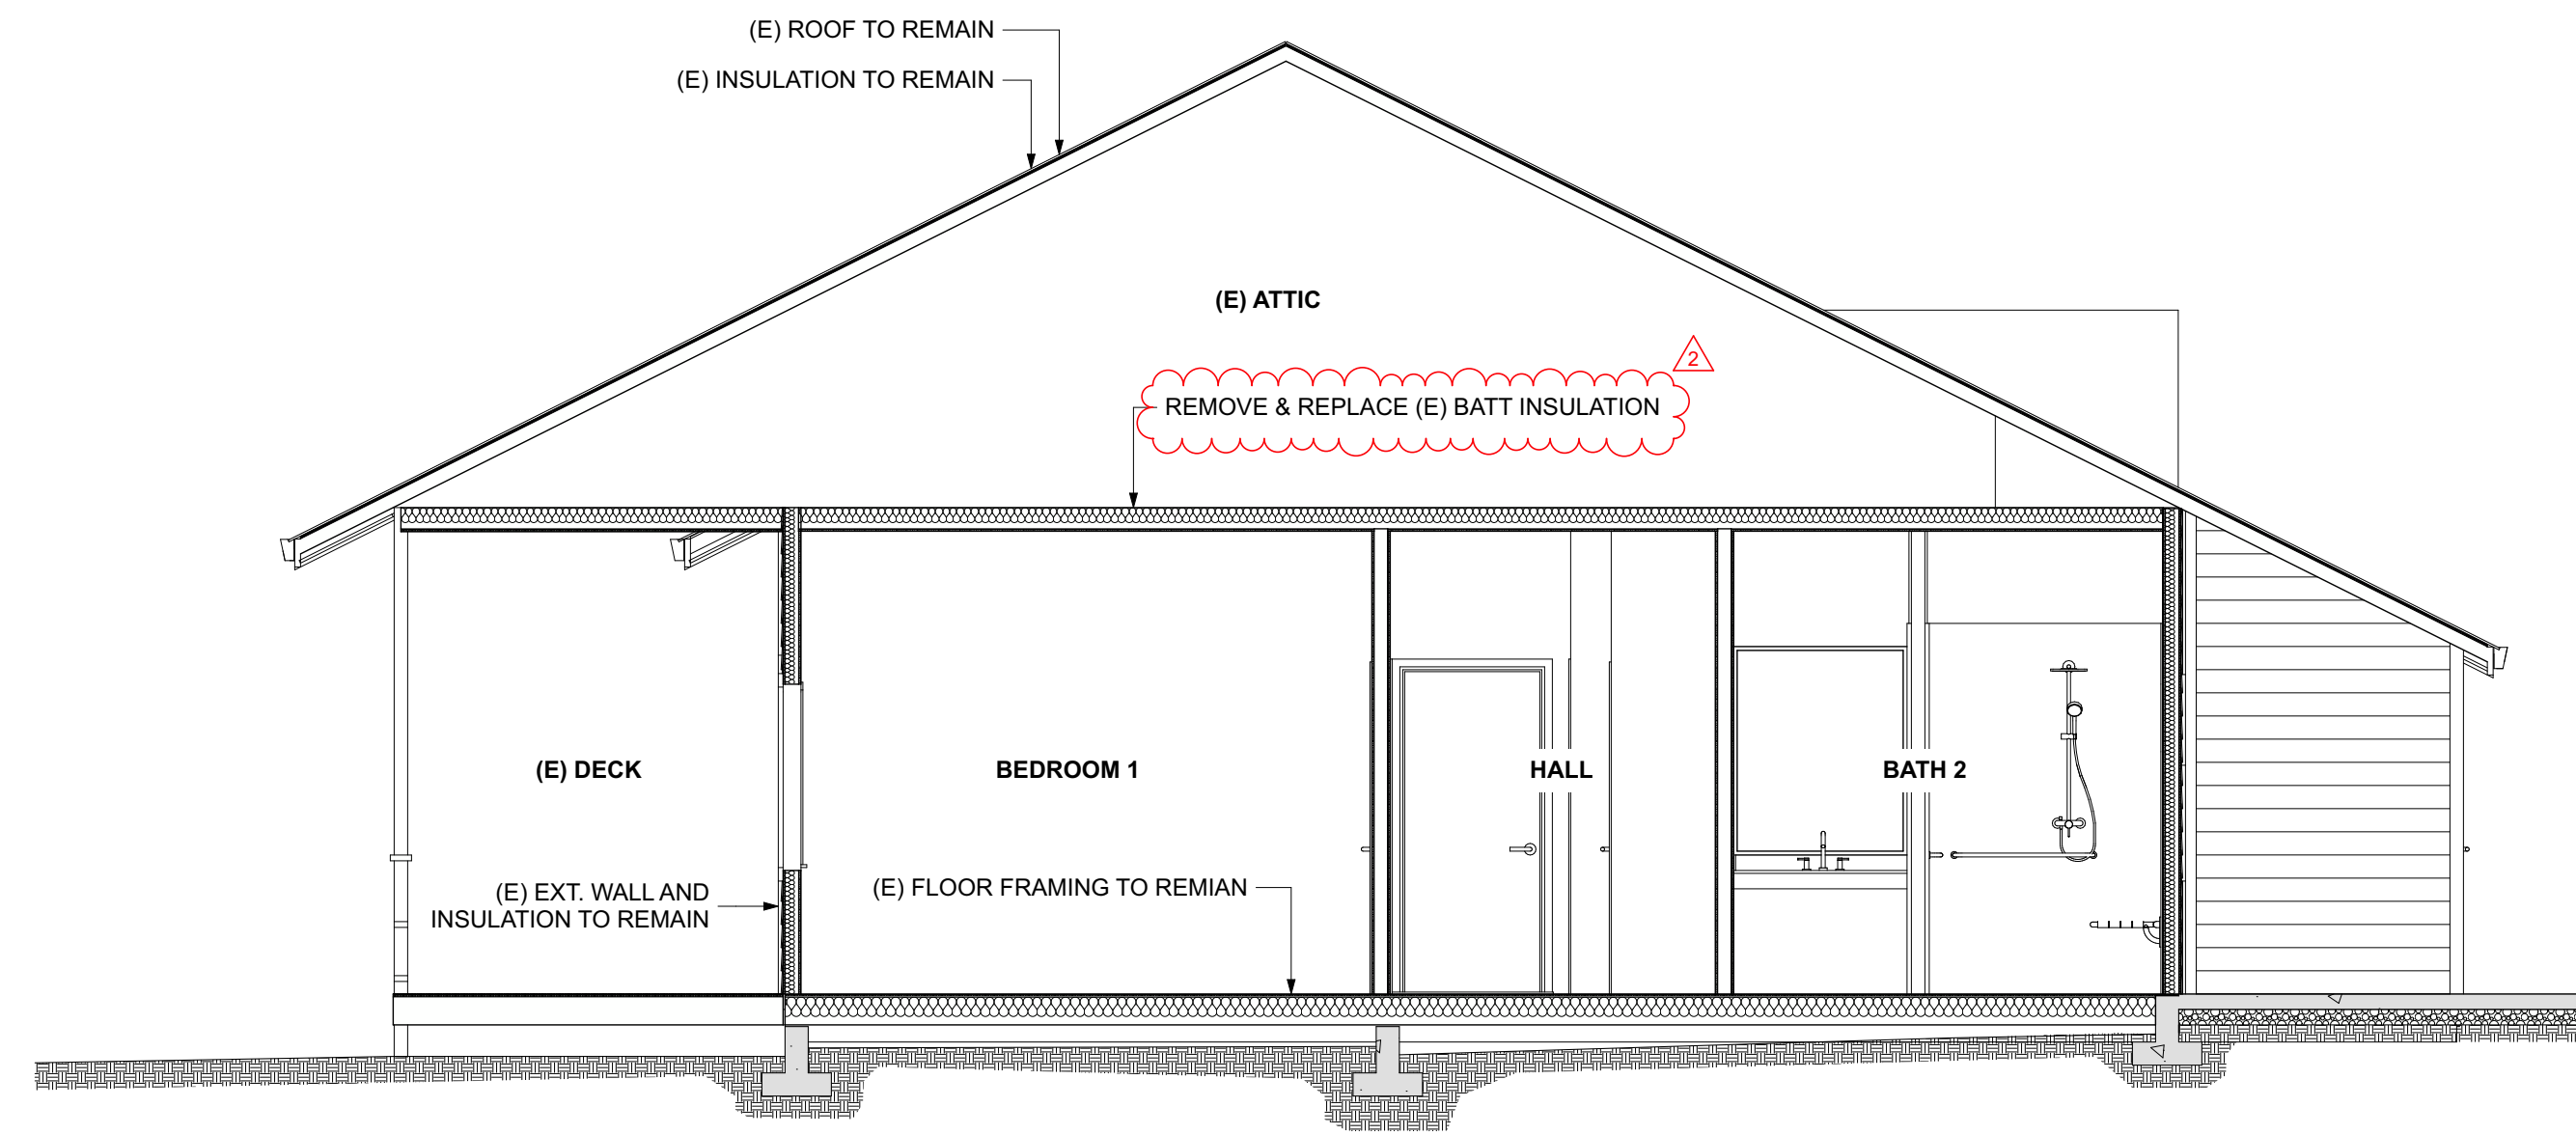 (E) ROOF TO REMAIN
(E) INSULATION TO REMAIN
(E) ATTIC
2
REMOVE & REPLACE (E) BATT INSULATION
(E) DECK
BEDROOM 1
HALL
BATH 2
(E) EXT. WALL AND
INSULATION TO REMAIN
(E) FLOOR FRAMING TO REMIAN